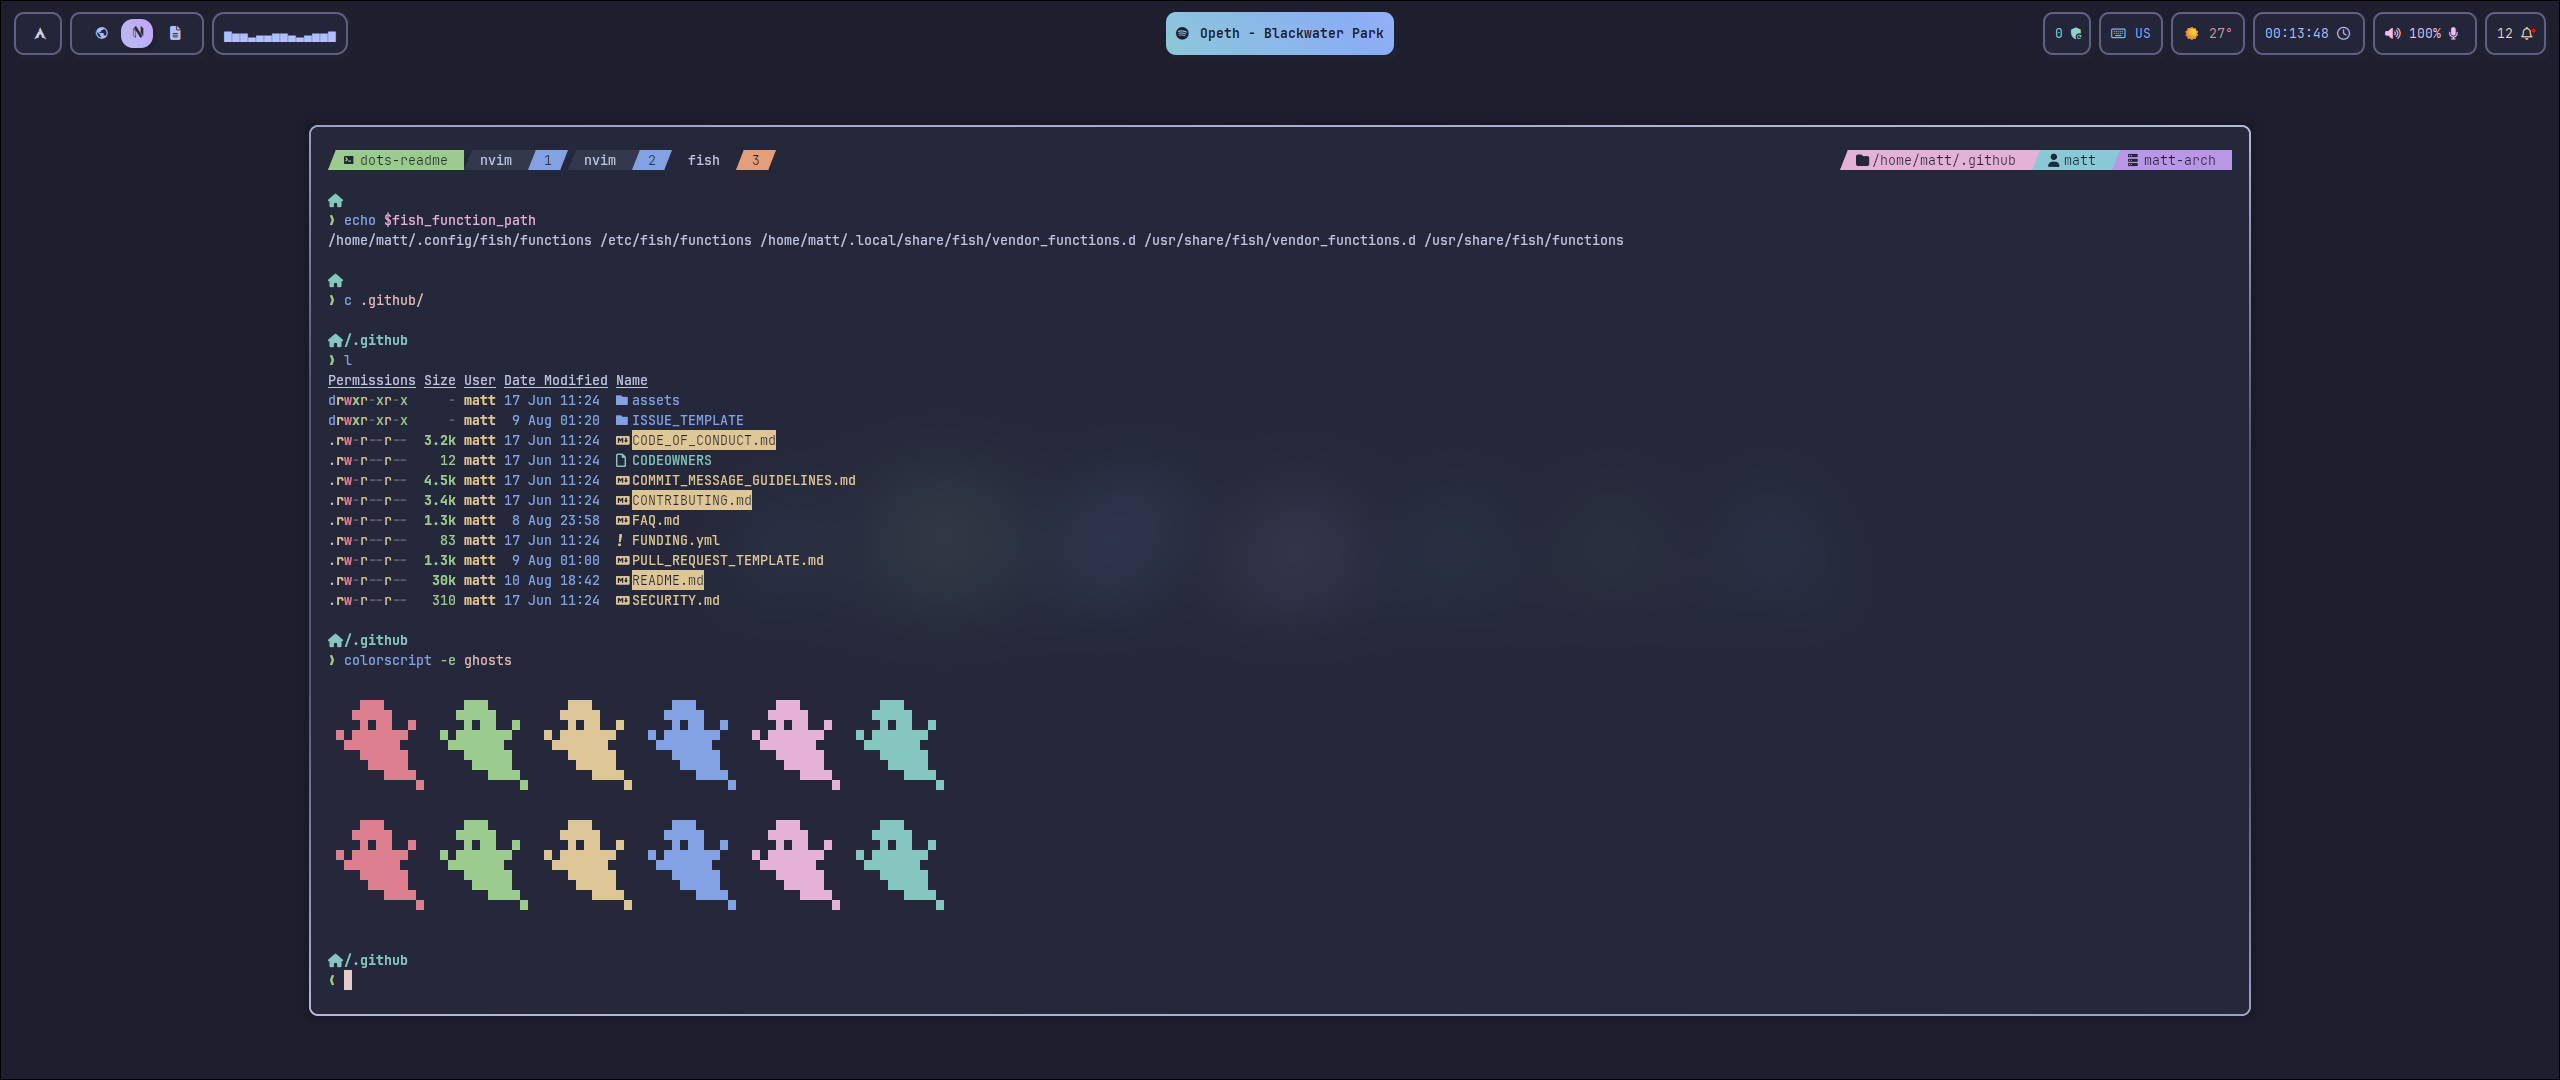 Opeth - Blackwater Park
0 US 27° 00:13:48 100% 12
dots-readme nvim 1 nvim 2 fish 3 /home/matt/.github matt matt-arch
❱ echo $fish_function_path
/home/matt/.config/fish/functions /etc/fish/functions /home/matt/.local/share/fish/vendor_functions.d /usr/share/fish/vendor_functions.d /usr/share/fish/functions
❱ c .github/
/.github
❱ l
Permissions Size User Date Modified Name
drwxr-xr-x - matt 17 Jun 11:24 assets
drwxr-xr-x - matt 9 Aug 01:20 ISSUE_TEMPLATE
.rw-r--r-- 3.2k matt 17 Jun 11:24 CODE_OF_CONDUCT.md
.rw-r--r-- 12 matt 17 Jun 11:24 CODEOWNERS
.rw-r--r-- 4.5k matt 17 Jun 11:24 COMMIT_MESSAGE_GUIDELINES.md
.rw-r--r-- 3.4k matt 17 Jun 11:24 CONTRIBUTING.md
.rw-r--r-- 1.3k matt 8 Aug 23:58 FAQ.md
.rw-r--r-- 83 matt 17 Jun 11:24 ! FUNDING.yml
.rw-r--r-- 1.3k matt 9 Aug 01:00 PULL_REQUEST_TEMPLATE.md
.rw-r--r-- 30k matt 10 Aug 18:42 README.md
.rw-r--r-- 310 matt 17 Jun 11:24 SECURITY.md
/.github
❱ colorscript -e ghosts
/.github
❰